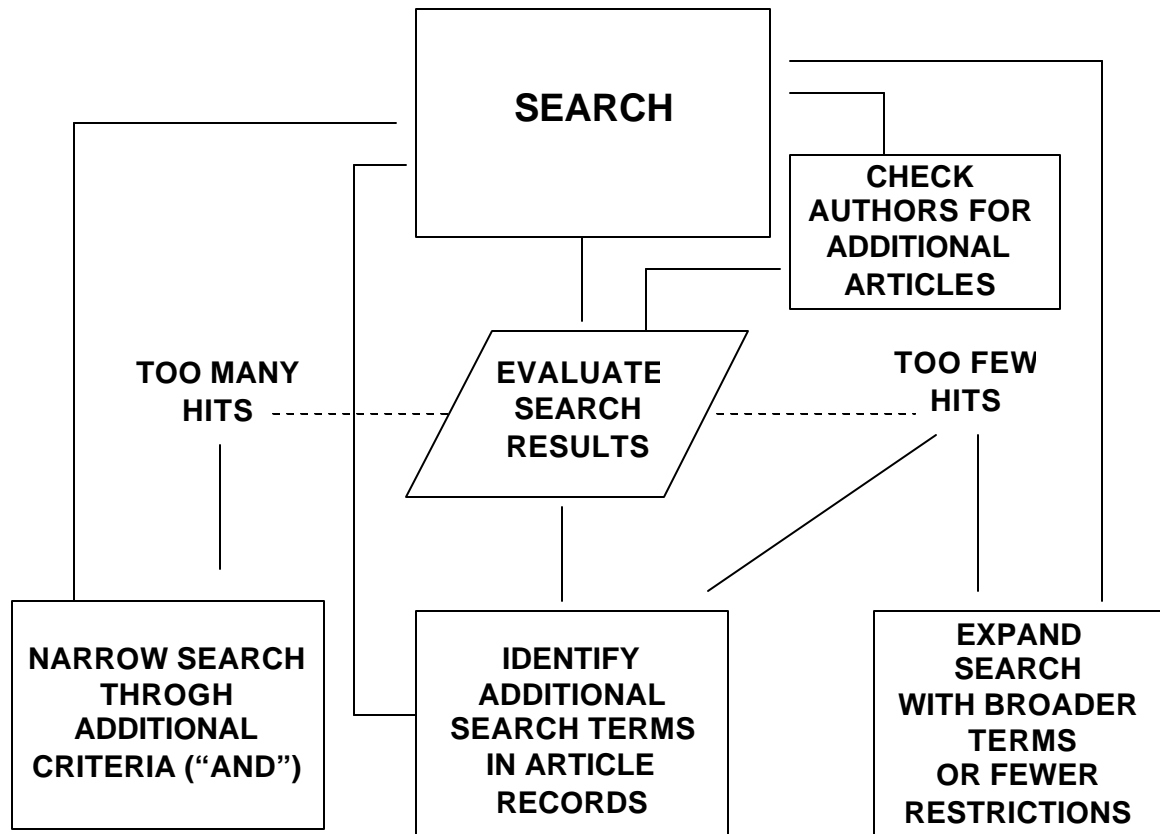 SEARCH
CHECK
AUTHORS FOR
ADDITIONAL
ARTICLES
TOO MANY
HITS
EVALUATE
SEARCH
RESULTS
TOO FEW
HITS
NARROW SEARCH
THROGH
ADDITIONAL
CRITERIA (“AND”)
IDENTIFY
ADDITIONAL
SEARCH TERMS
IN ARTICLE
RECORDS
EXPAND
SEARCH
WITH BROADER
TERMS
OR FEWER
RESTRICTIONS